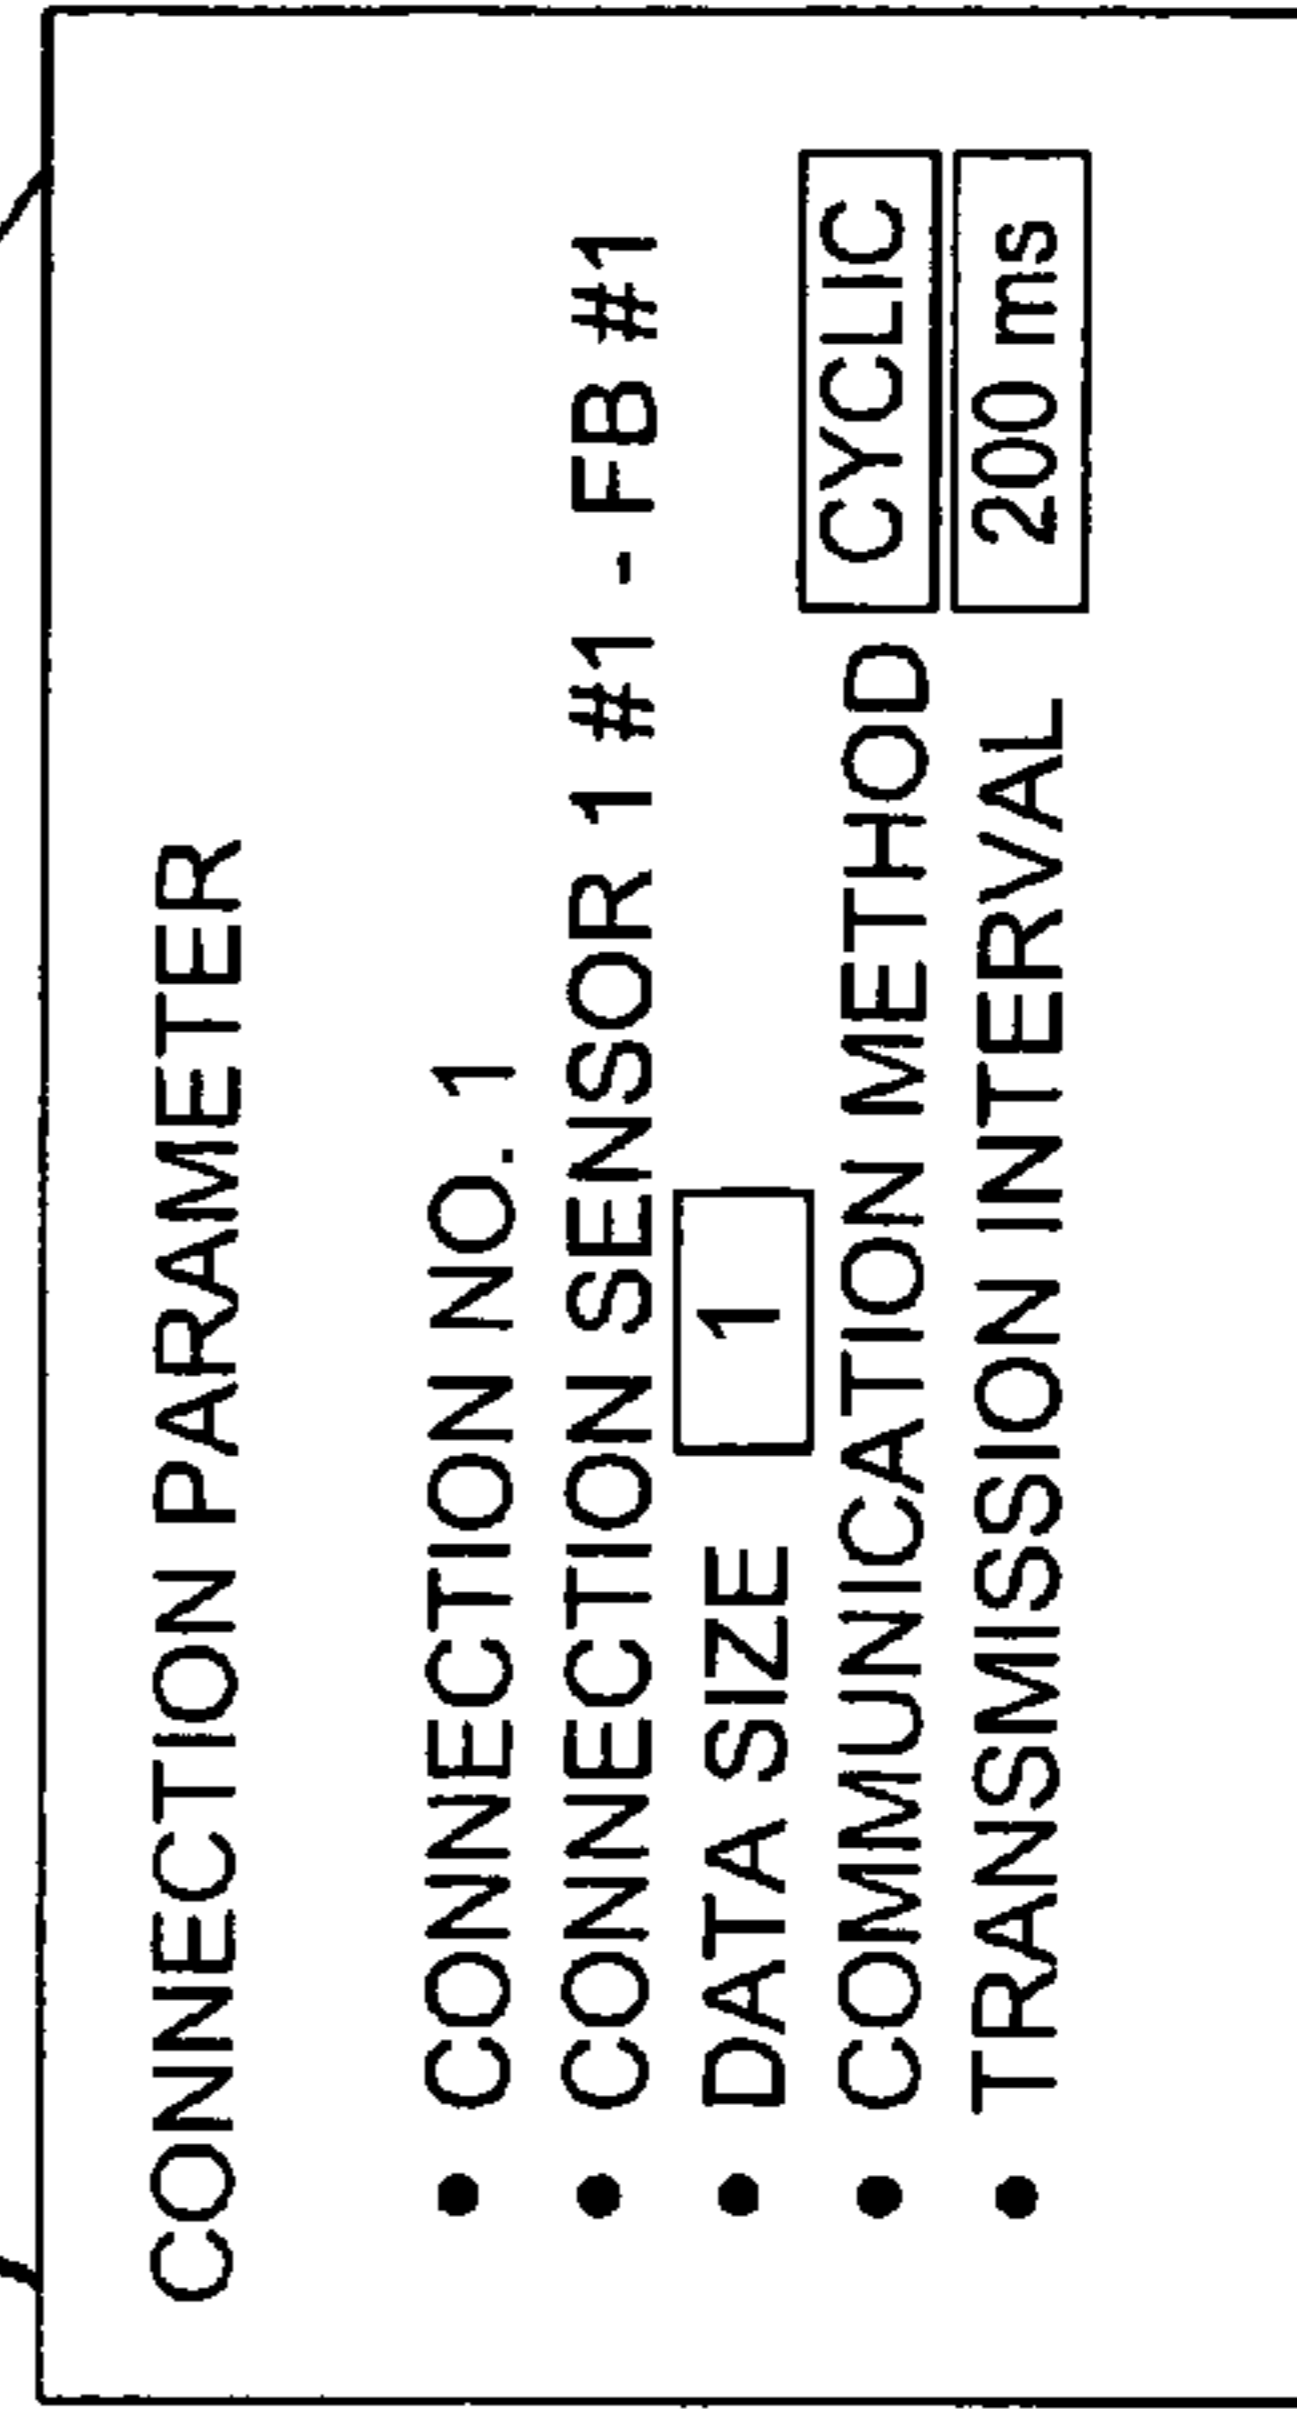 CONNECTION PARAMETER
• CONNECTION NO. 1
• CONNECTION SENSOR 1 #1 - FB #1
• DATA SIZE 1
• COMMUNICATION METHOD CYCLIC
• TRANSMISSION INTERVAL 200 ms